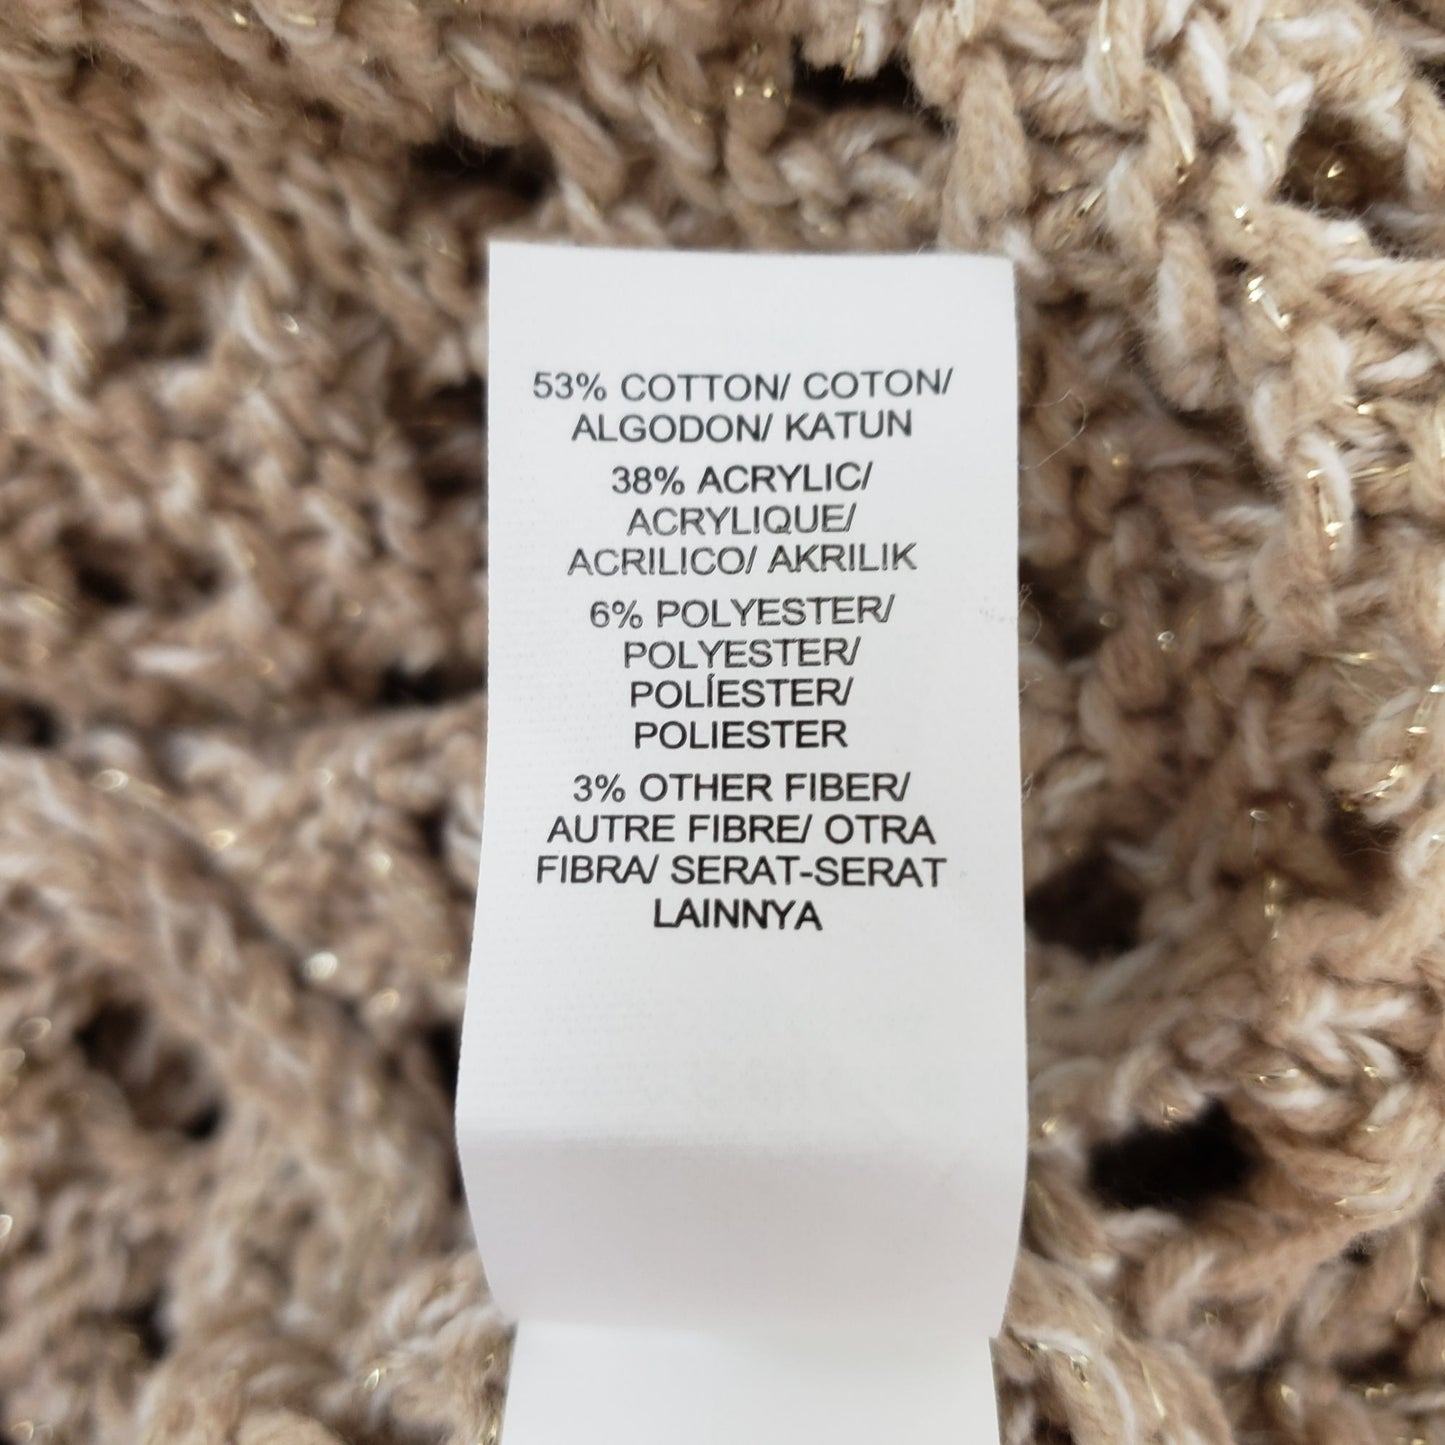 53% COTTON/ COTON/
ALGODON/ KATUN
38% ACRYLIC/
ACRYLIQUE/
ACRILICO/ AKRILIK
6% POLYESTER/
POLYESTER/
POLÍESTER/
POLIESTER
3% OTHER FIBER/
AUTRE FIBRE/ OTRA
FIBRA/ SERAT-SERAT
LAINNYA